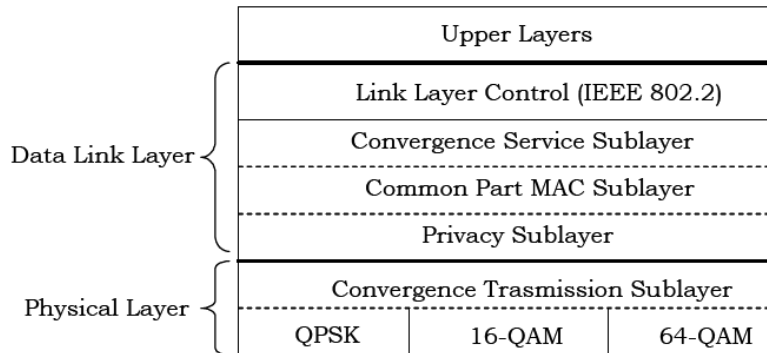 Upper Layers
Link Layer Control (IEEE 802.2)
Data Link Layer
Convergence Service Sublayer
Common Part MAC Sublayer
Privacy Sublayer
Physical Layer
Convergence Trasmission Sublayer
QPSK
16-QAM
64-QAM